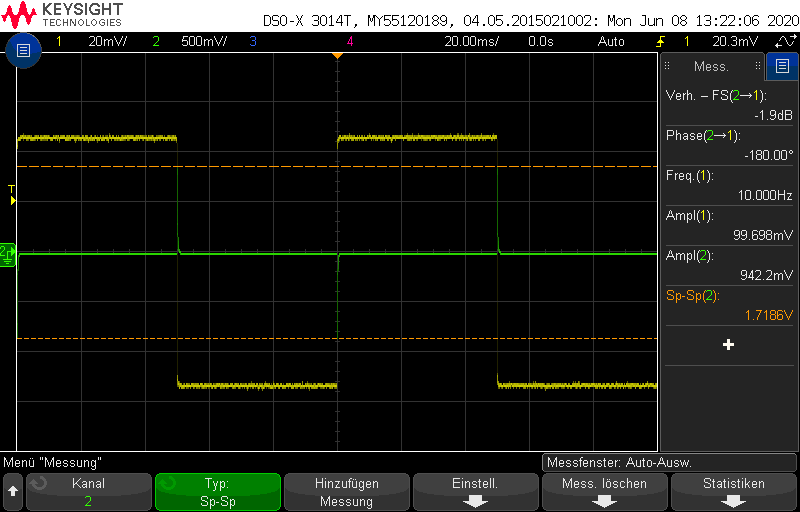 KEYSIGHT
TECHNOLOGIES
DSO-X 3014T, MY55120189, 04.05.2015021002: Mon Jun 08 13:22:06 2020
1 20mV/ 2 500mV/ 3 4 20.00ms/ 0.0s Auto 1 20.3mV
Mess.
Verh. – FS(2→1):
-1.9dB
Phase(2→1):
-180.00°
Freq.(1):
10.000Hz
Ampl(1):
99.698mV
Ampl(2):
942.2mV
Sp-Sp(2):
1.7186V
+
T
2
Menü "Messung"
Messfenster: Auto-Ausw.
Kanal
2
Typ:
Sp-Sp
Hinzufügen
Messung
Einstell.
Mess. löschen
Statistiken